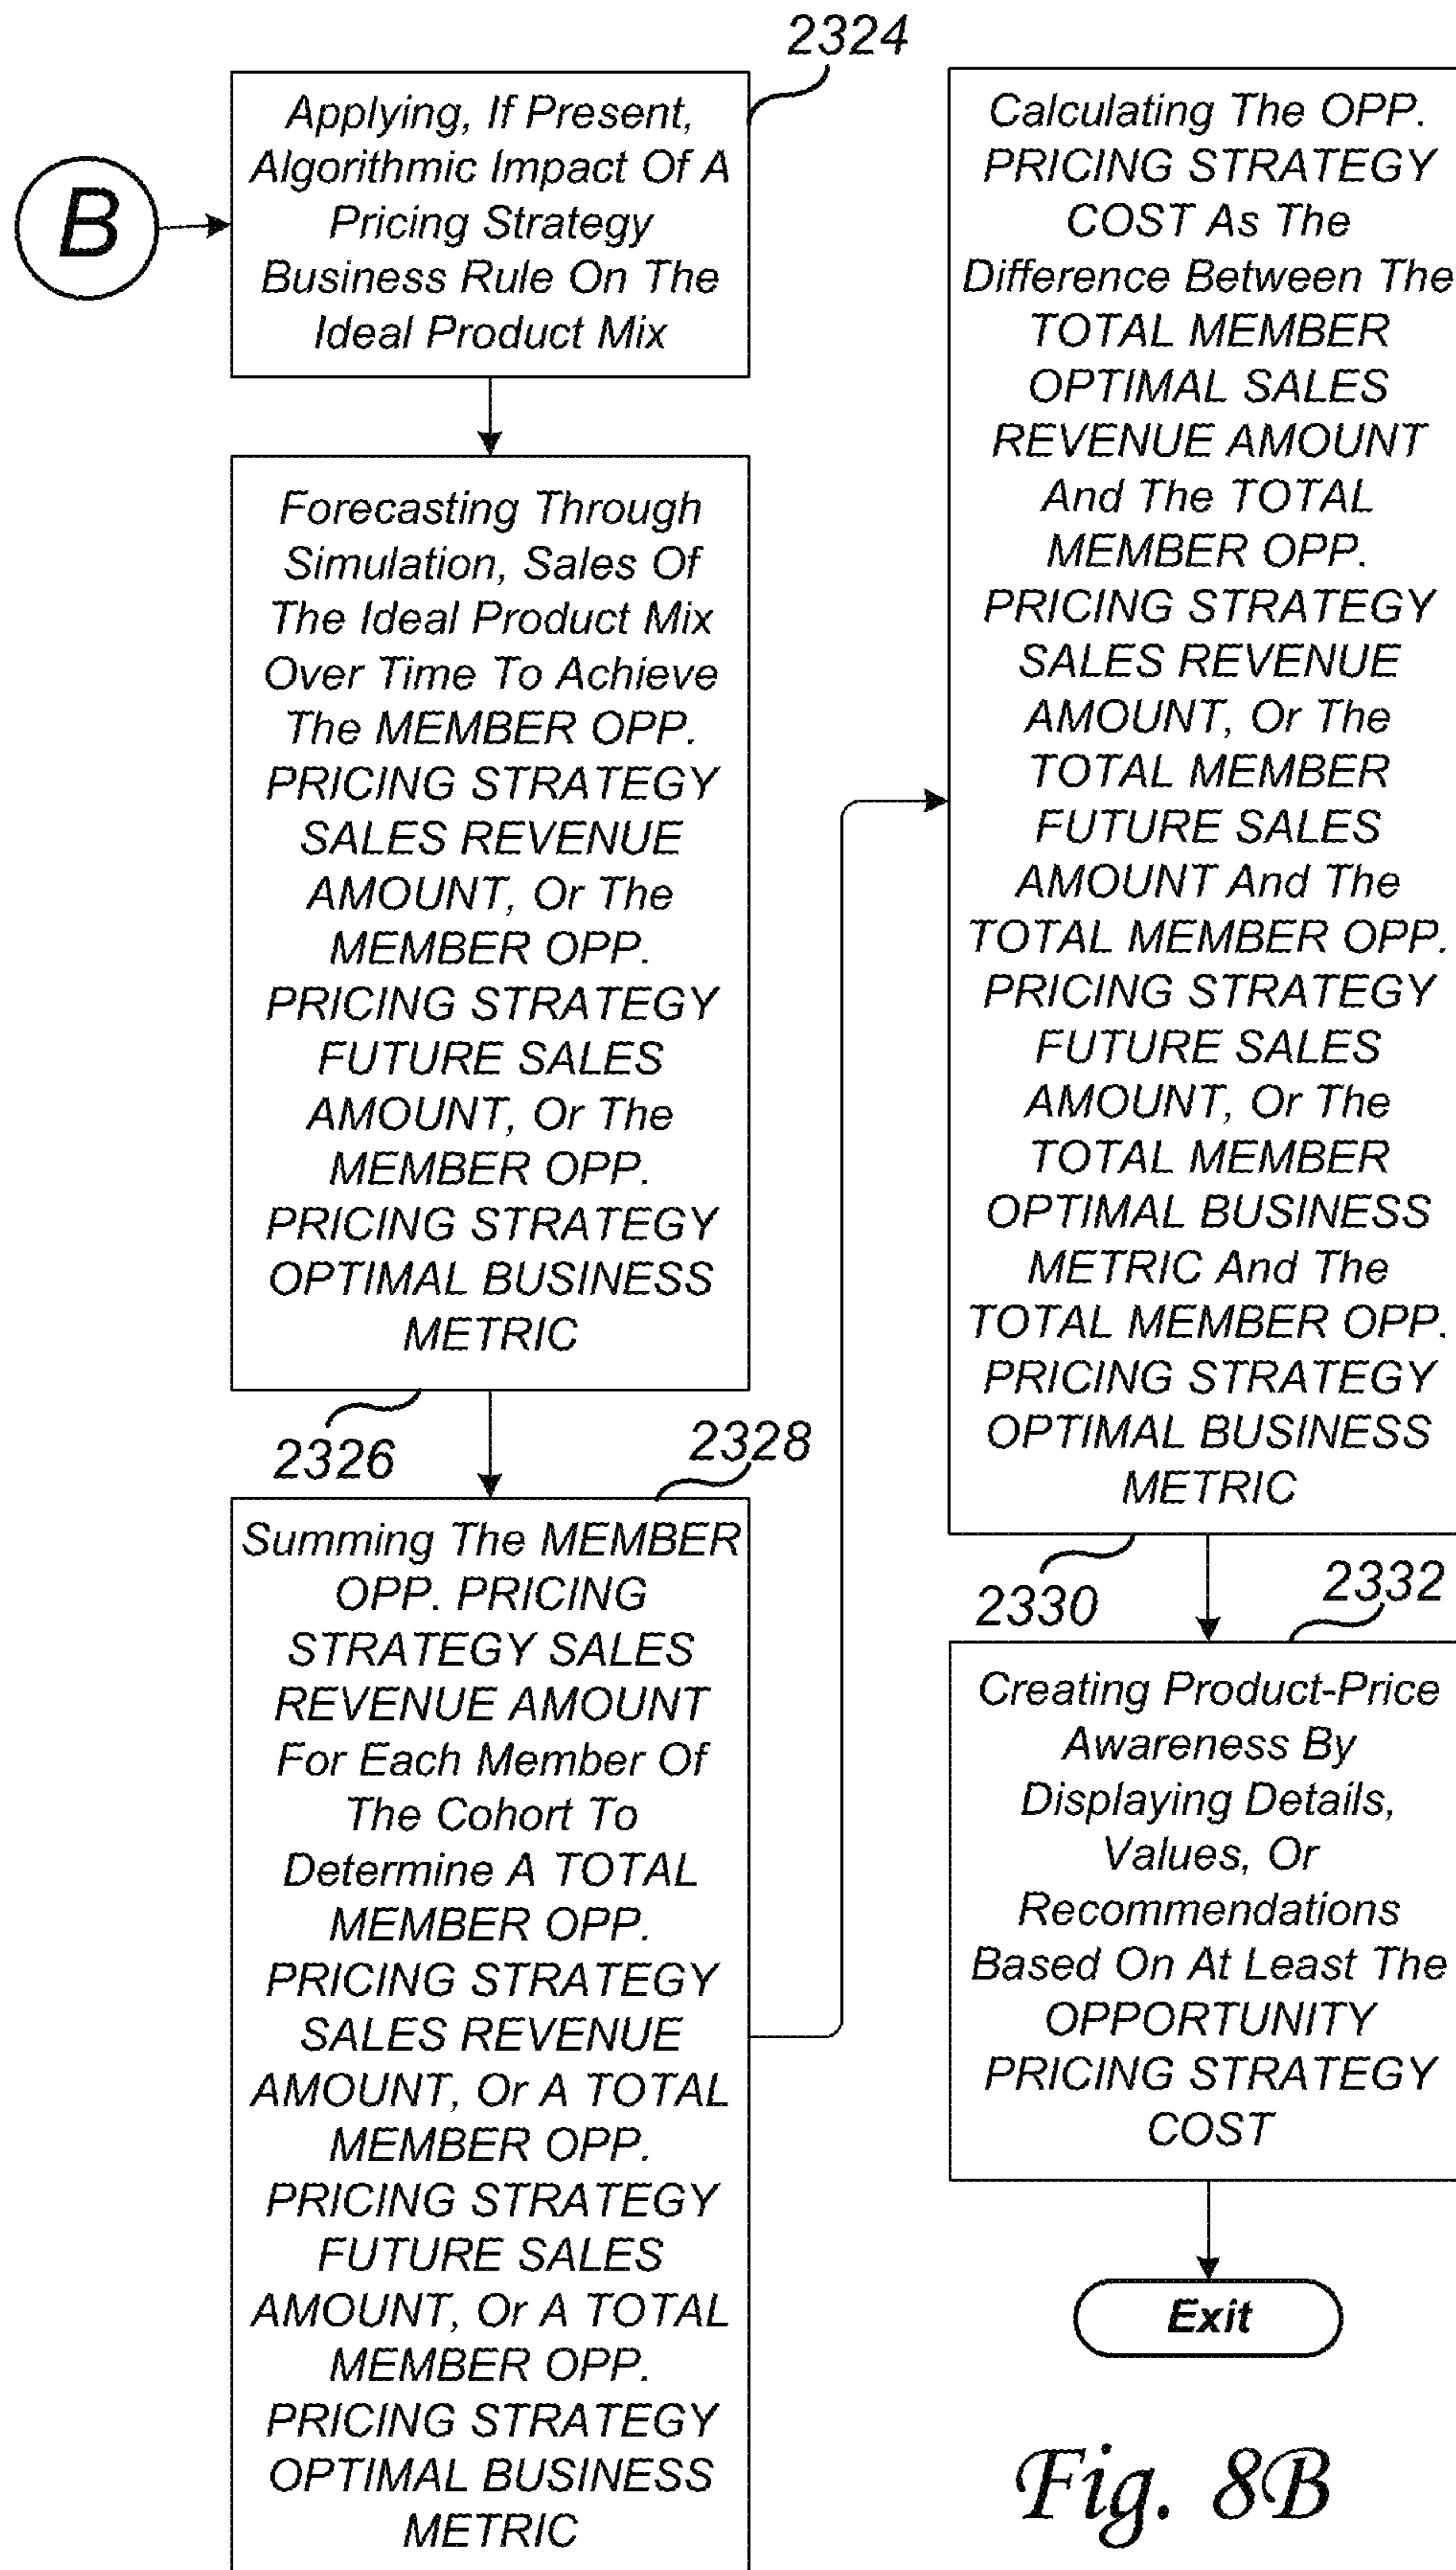 B
2324
Applying, If Present,
Algorithmic Impact Of A
Pricing Strategy
Business Rule On The
Ideal Product Mix
Forecasting Through
Simulation, Sales Of
The Ideal Product Mix
Over Time To Achieve
The MEMBER OPP.
PRICING STRATEGY
SALES REVENUE
AMOUNT, Or The
MEMBER OPP.
PRICING STRATEGY
FUTURE SALES
AMOUNT, Or The
MEMBER OPP.
PRICING STRATEGY
OPTIMAL BUSINESS
METRIC
2326
2328
Summing The MEMBER
OPP. PRICING
STRATEGY SALES
REVENUE AMOUNT
For Each Member Of
The Cohort To
Determine A TOTAL
MEMBER OPP.
PRICING STRATEGY
SALES REVENUE
AMOUNT, Or A TOTAL
MEMBER OPP.
PRICING STRATEGY
FUTURE SALES
AMOUNT, Or A TOTAL
MEMBER OPP.
PRICING STRATEGY
OPTIMAL BUSINESS
METRIC
Calculating The OPP.
PRICING STRATEGY
COST As The
Difference Between The
TOTAL MEMBER
OPTIMAL SALES
REVENUE AMOUNT
And The TOTAL
MEMBER OPP.
PRICING STRATEGY
SALES REVENUE
AMOUNT, Or The
TOTAL MEMBER
FUTURE SALES
AMOUNT And The
TOTAL MEMBER OPP.
PRICING STRATEGY
FUTURE SALES
AMOUNT, Or The
TOTAL MEMBER
OPTIMAL BUSINESS
METRIC And The
TOTAL MEMBER OPP.
PRICING STRATEGY
OPTIMAL BUSINESS
METRIC
2330
2332
Creating Product-Price
Awareness By
Displaying Details,
Values, Or
Recommendations
Based On At Least The
OPPORTUNITY
PRICING STRATEGY
COST
Exit
Fig. 8B